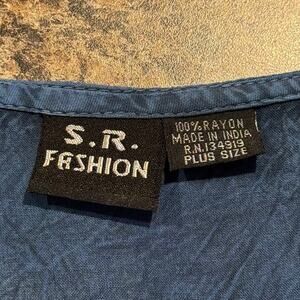 S.R.
FASHION
100% RAYON
MADE IN INDIA
R.N.134919
PLUS SIZE